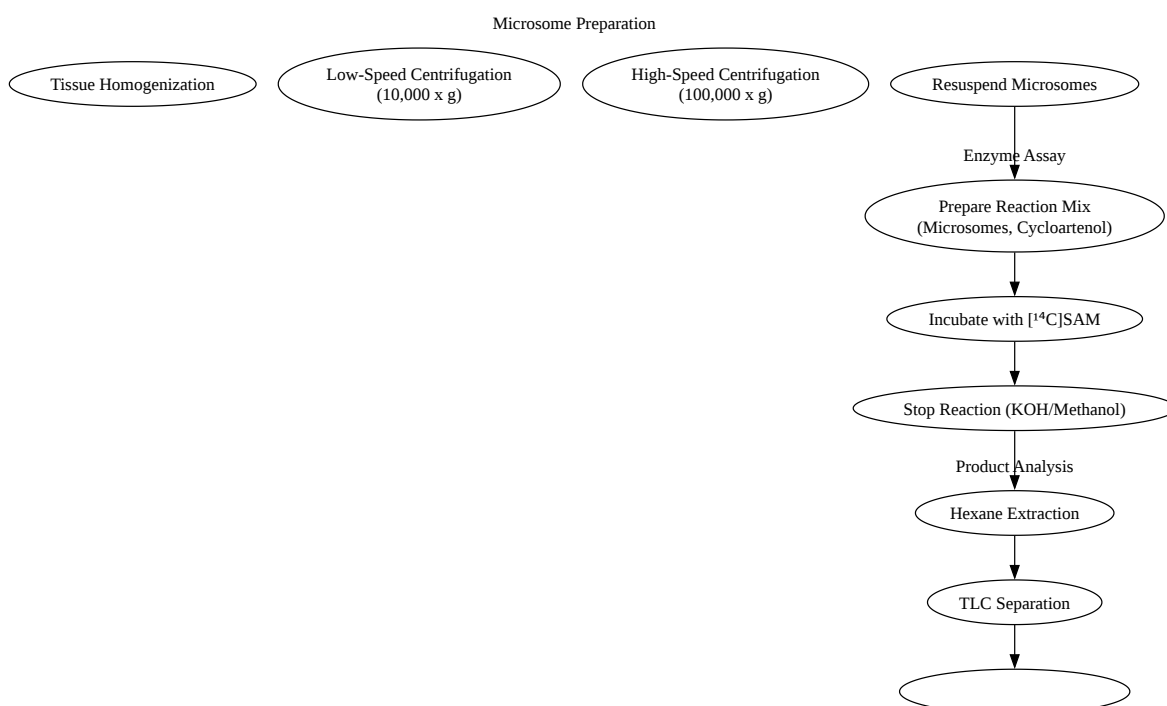 Microsome Preparation
Tissue Homogenization
Low-Speed Centrifugation
(10,000 x g)
High-Speed Centrifugation
(100,000 x g)
Resuspend Microsomes
Enzyme Assay
Prepare Reaction Mix
(Microsomes, Cycloartenol)
Incubate with [¹⁴C]SAM
Stop Reaction (KOH/Methanol)
Product Analysis
Hexane Extraction
TLC Separation